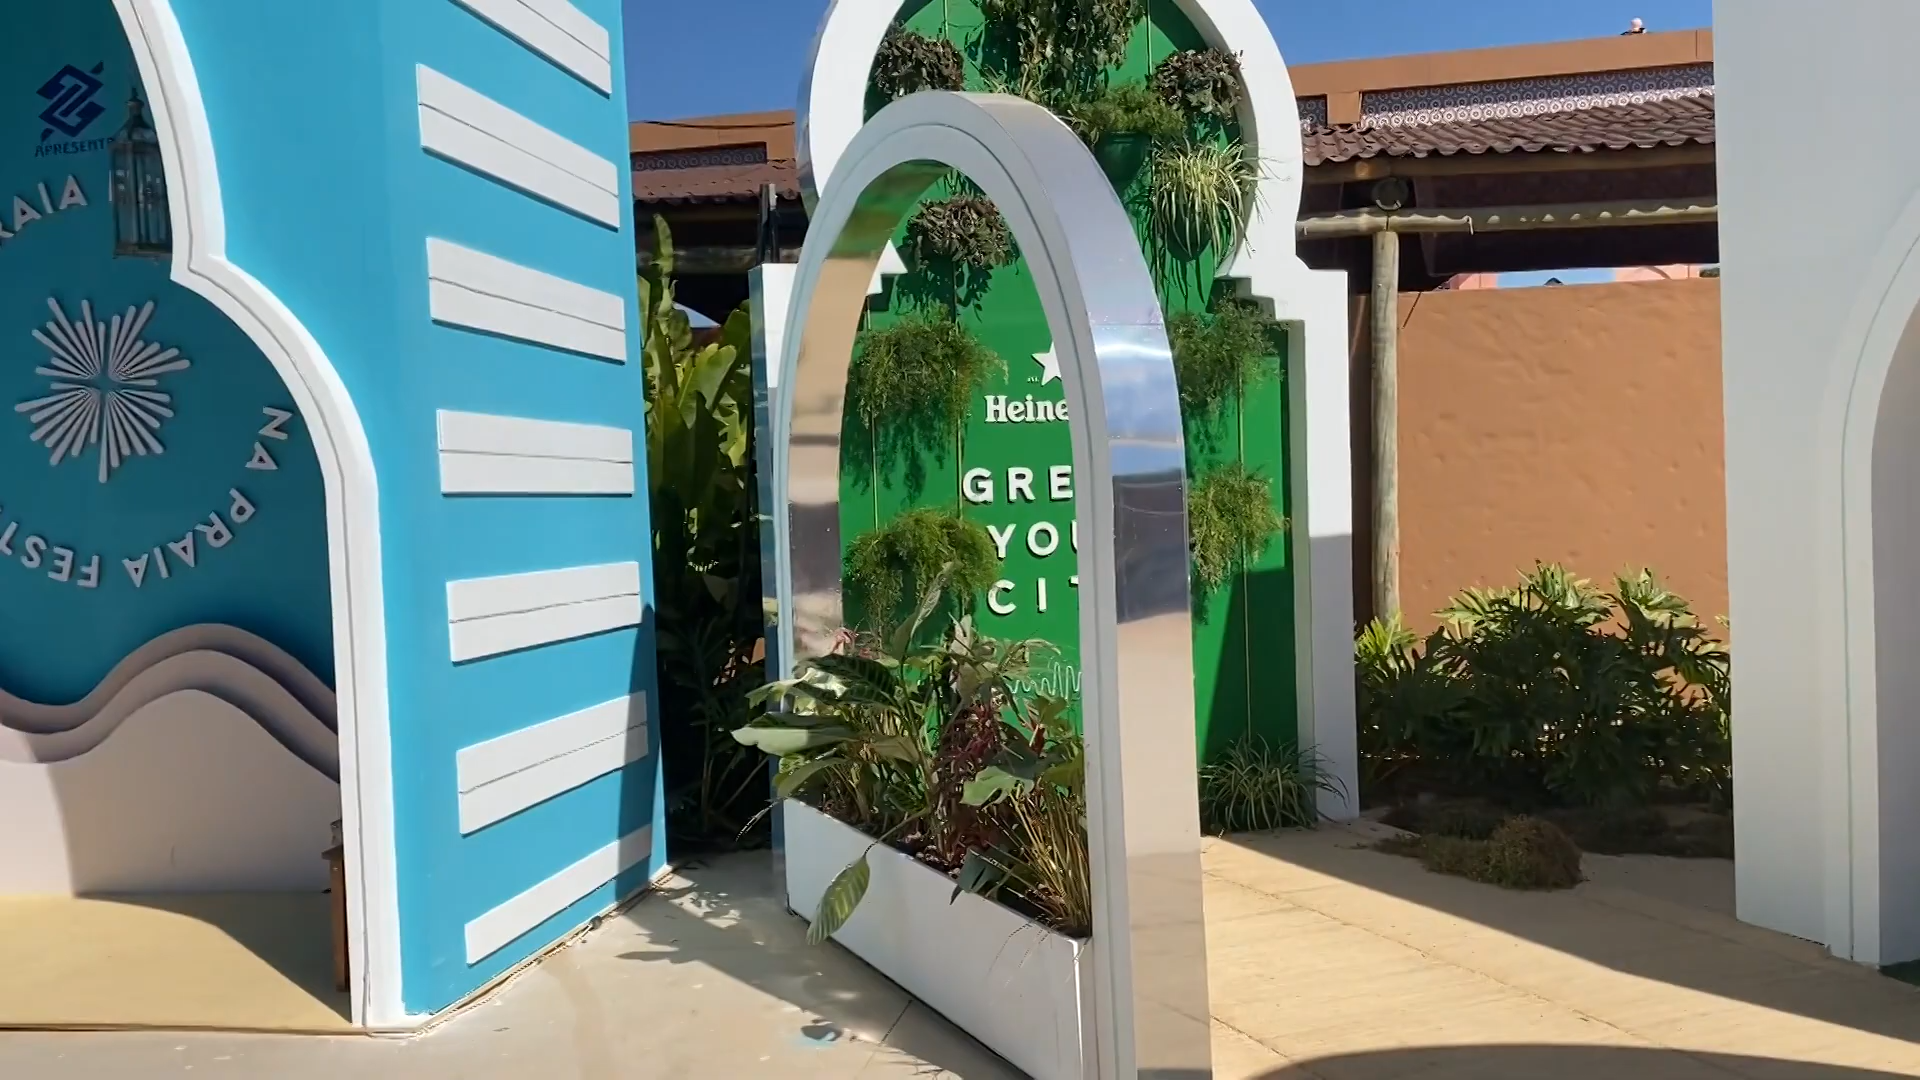 APRESENT
RAIA
NA PRAIA FEST
Heine
GRE
YOU
CIT